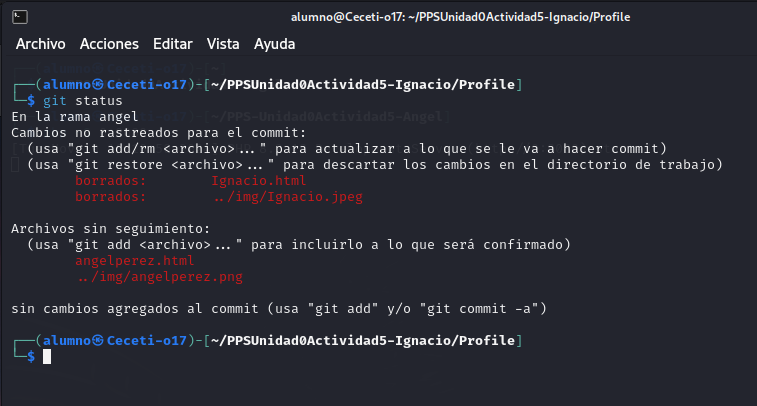 alumno@Ceceti-o17: ~/PPSUnidad0Actividad5-Ignacio/Profile
Archivo Acciones Editar Vista Ayuda
┌──(alumno㉿Ceceti-o17)-[~/PPSUnidad0Actividad5-Ignacio/Profile]
└─$ git status
En la rama angel
Cambios no rastreados para el commit:
  (usa "git add/rm <archivo>..." para actualizar a lo que se le va a hacer commit)
  (usa "git restore <archivo>..." para descartar los cambios en el directorio de trabajo)
        borrados:        Ignacio.html
        borrados:        ../img/Ignacio.jpeg
Archivos sin seguimiento:
  (usa "git add <archivo>..." para incluirlo a lo que será confirmado)
        angelperez.html
        ../img/angelperez.png
sin cambios agregados al commit (usa "git add" y/o "git commit -a")
┌──(alumno㉿Ceceti-o17)-[~/PPSUnidad0Actividad5-Ignacio/Profile]
└─$